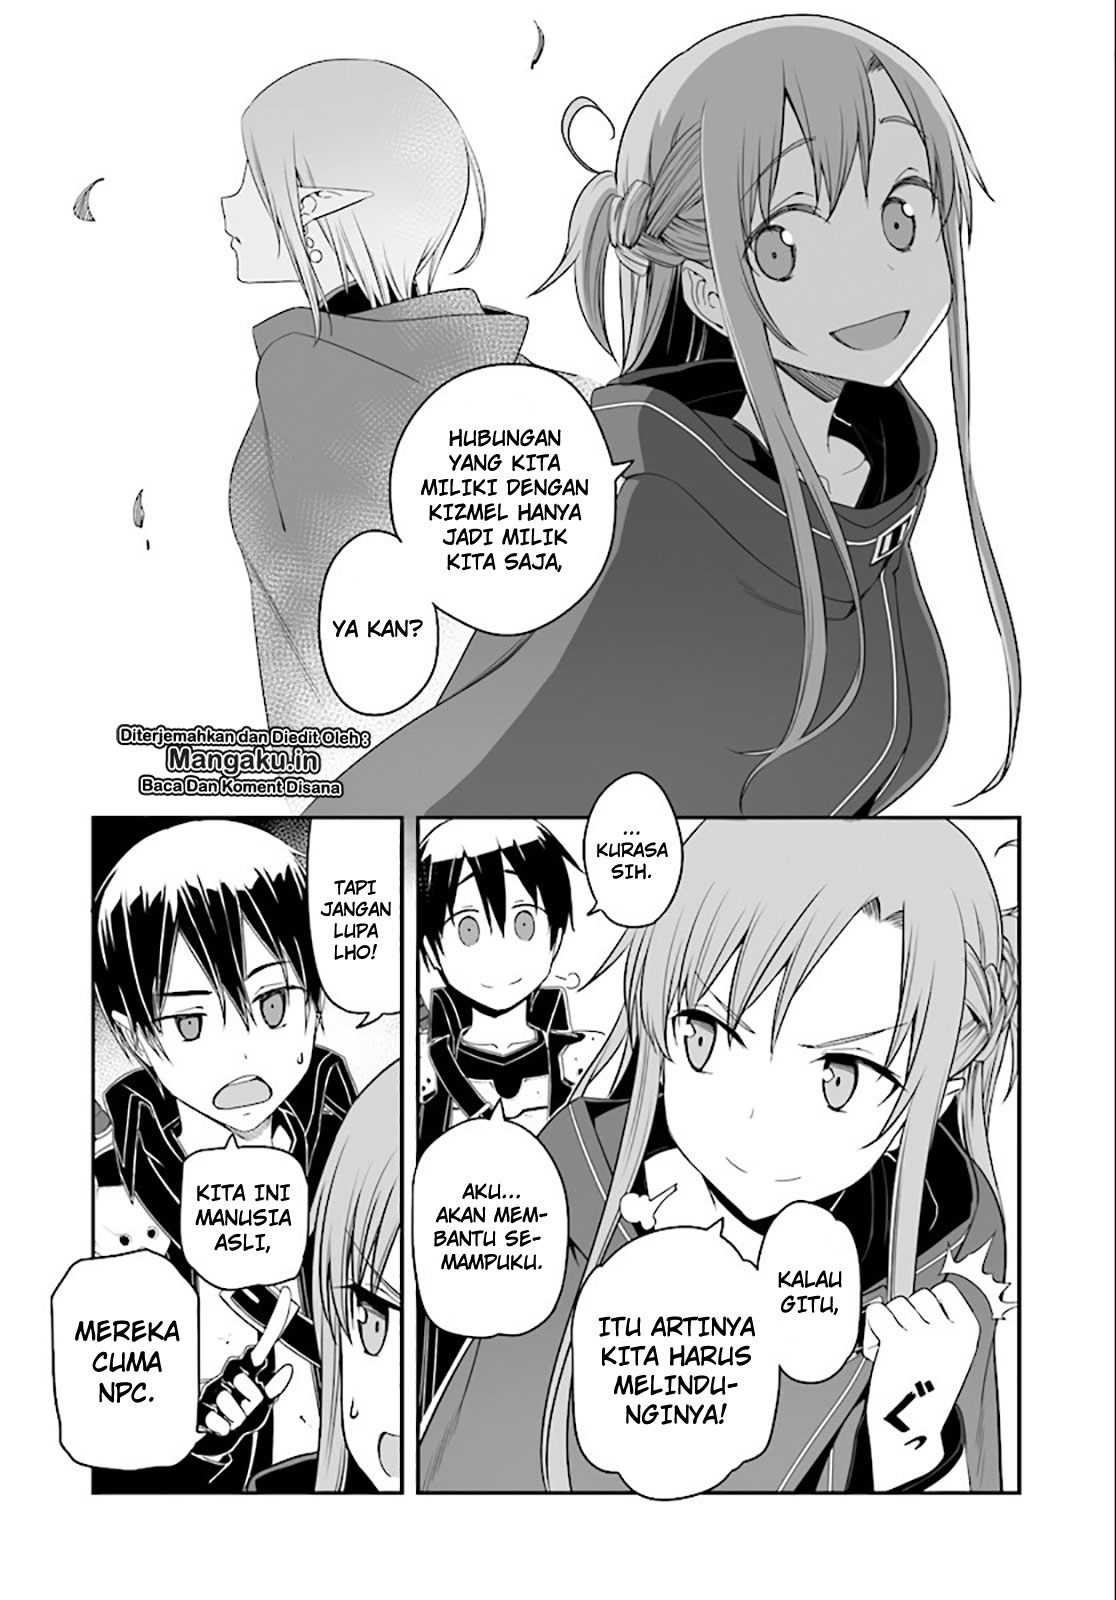 HUBUNGAN
YANG KITA
MILIKI DENGAN
KIZMEL HANYA
JADI MILIK
KITA SAJA,
YA KAN?
Diterjemahkan dan Diedit Oleh :
Mangaku.in
Baca Dan Koment Disana
...
KURASA
SIH.
KALAU
GITU,
ITU ARTINYA
KITA HARUS
MELINDU-
NGINYA!
ぐっ
AKU...
AKAN MEM-
BANTU SE-
MAMPUKU.
TAPI
JANGAN
LUPA
LHO!
KITA INI
MANUSIA
ASLI,
MEREKA
CUMA
NPC.